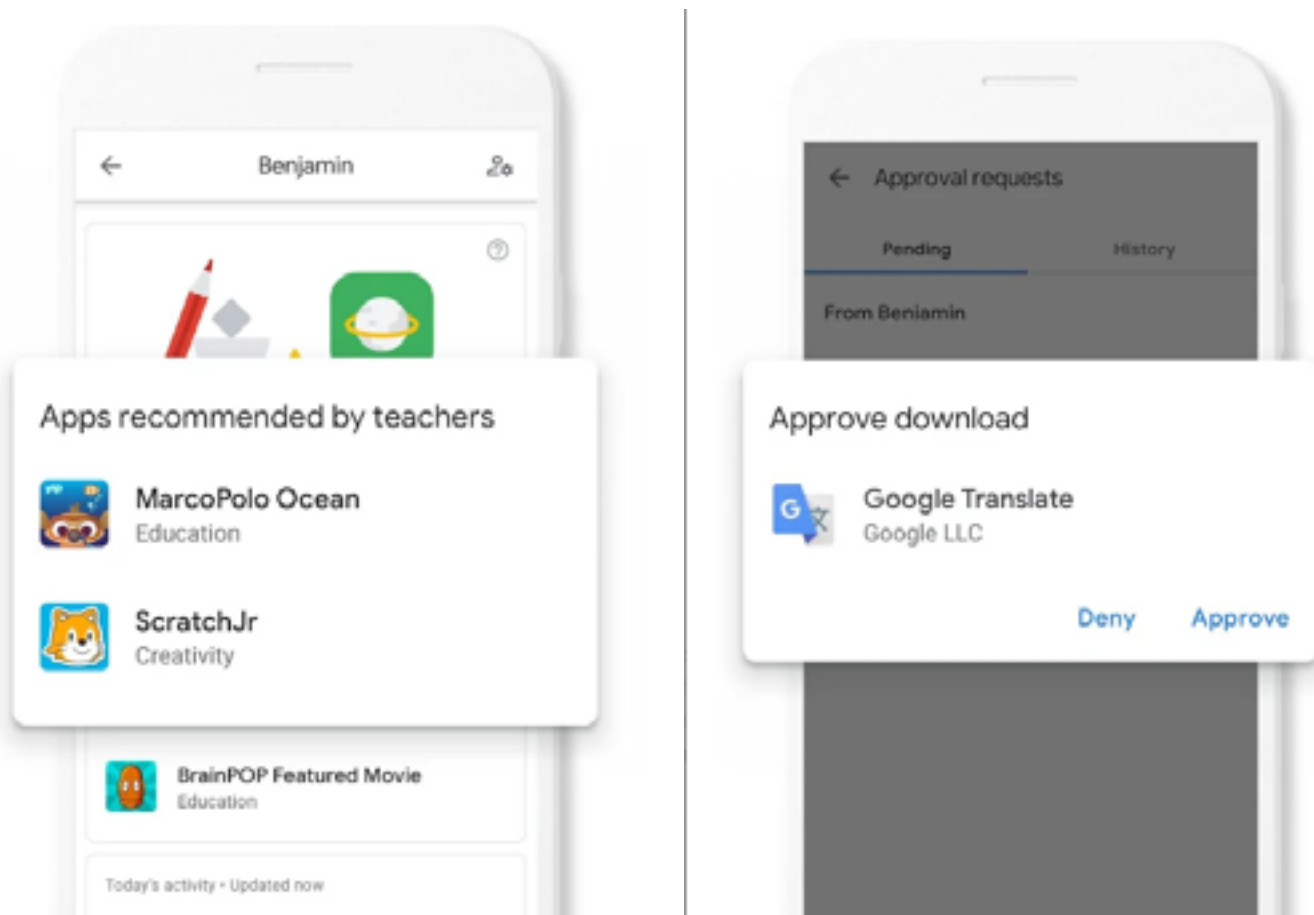 Benjamin
Apps recommended by teachers
MarcoPolo Ocean
Education
ScratchJr
Creativity
BrainPOP Featured Movie
Education
Today's activity • Updated now
Approval requests
Pending
History
From Benjamin
Approve download
G
Google Translate
Google LLC
Deny
Approve